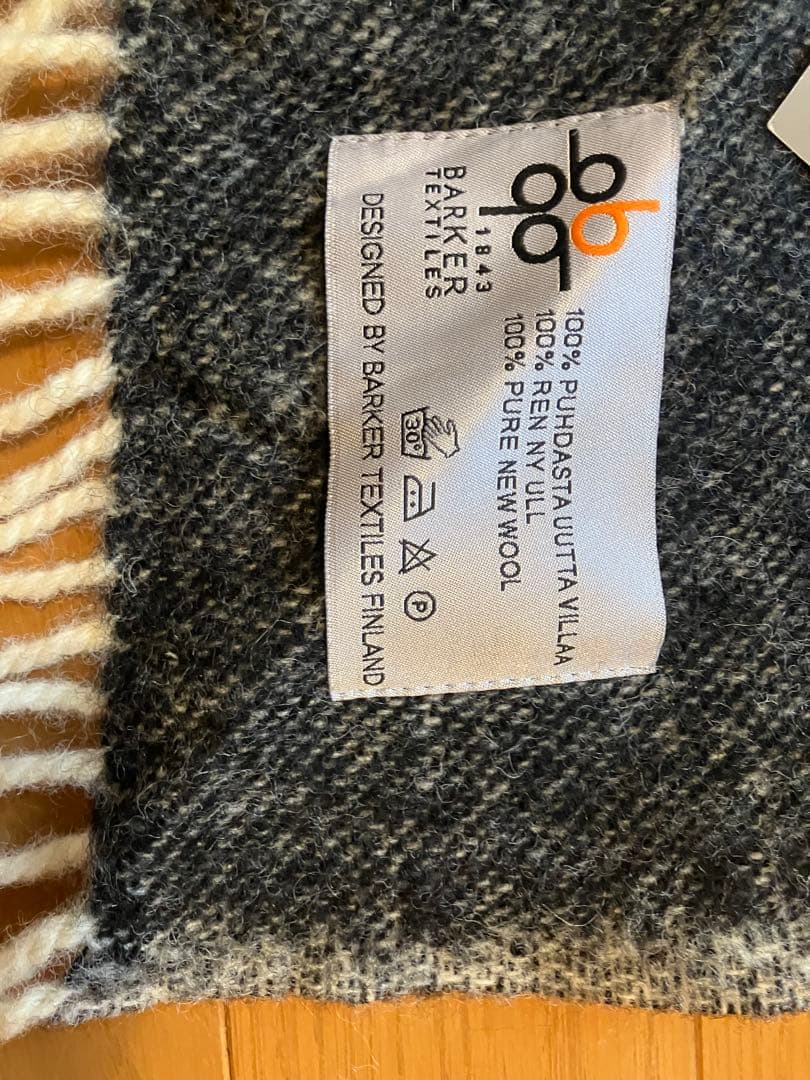 1843
BARKER
TEXTILES
100% PUHDASTA UUTTA VILLAA
100% REN NY ULL
100% PURE NEW WOOL
30°
P
DESIGNED BY BARKER TEXTILES FINLAND